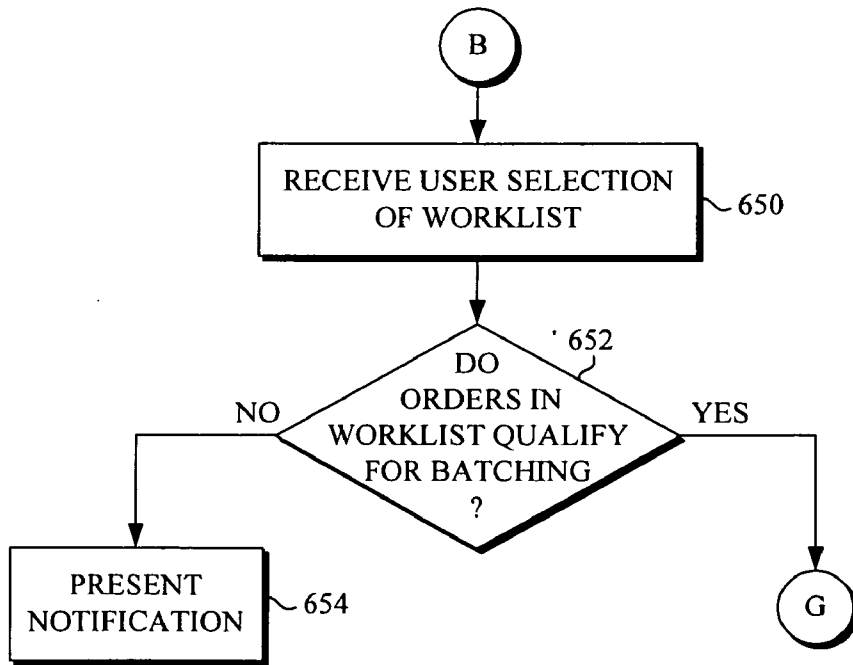 B
RECEIVE USER SELECTION
OF WORKLIST
650
652
DO
ORDERS IN
WORKLIST QUALIFY
FOR BATCHING
?
NO
YES
PRESENT
NOTIFICATION
654
G